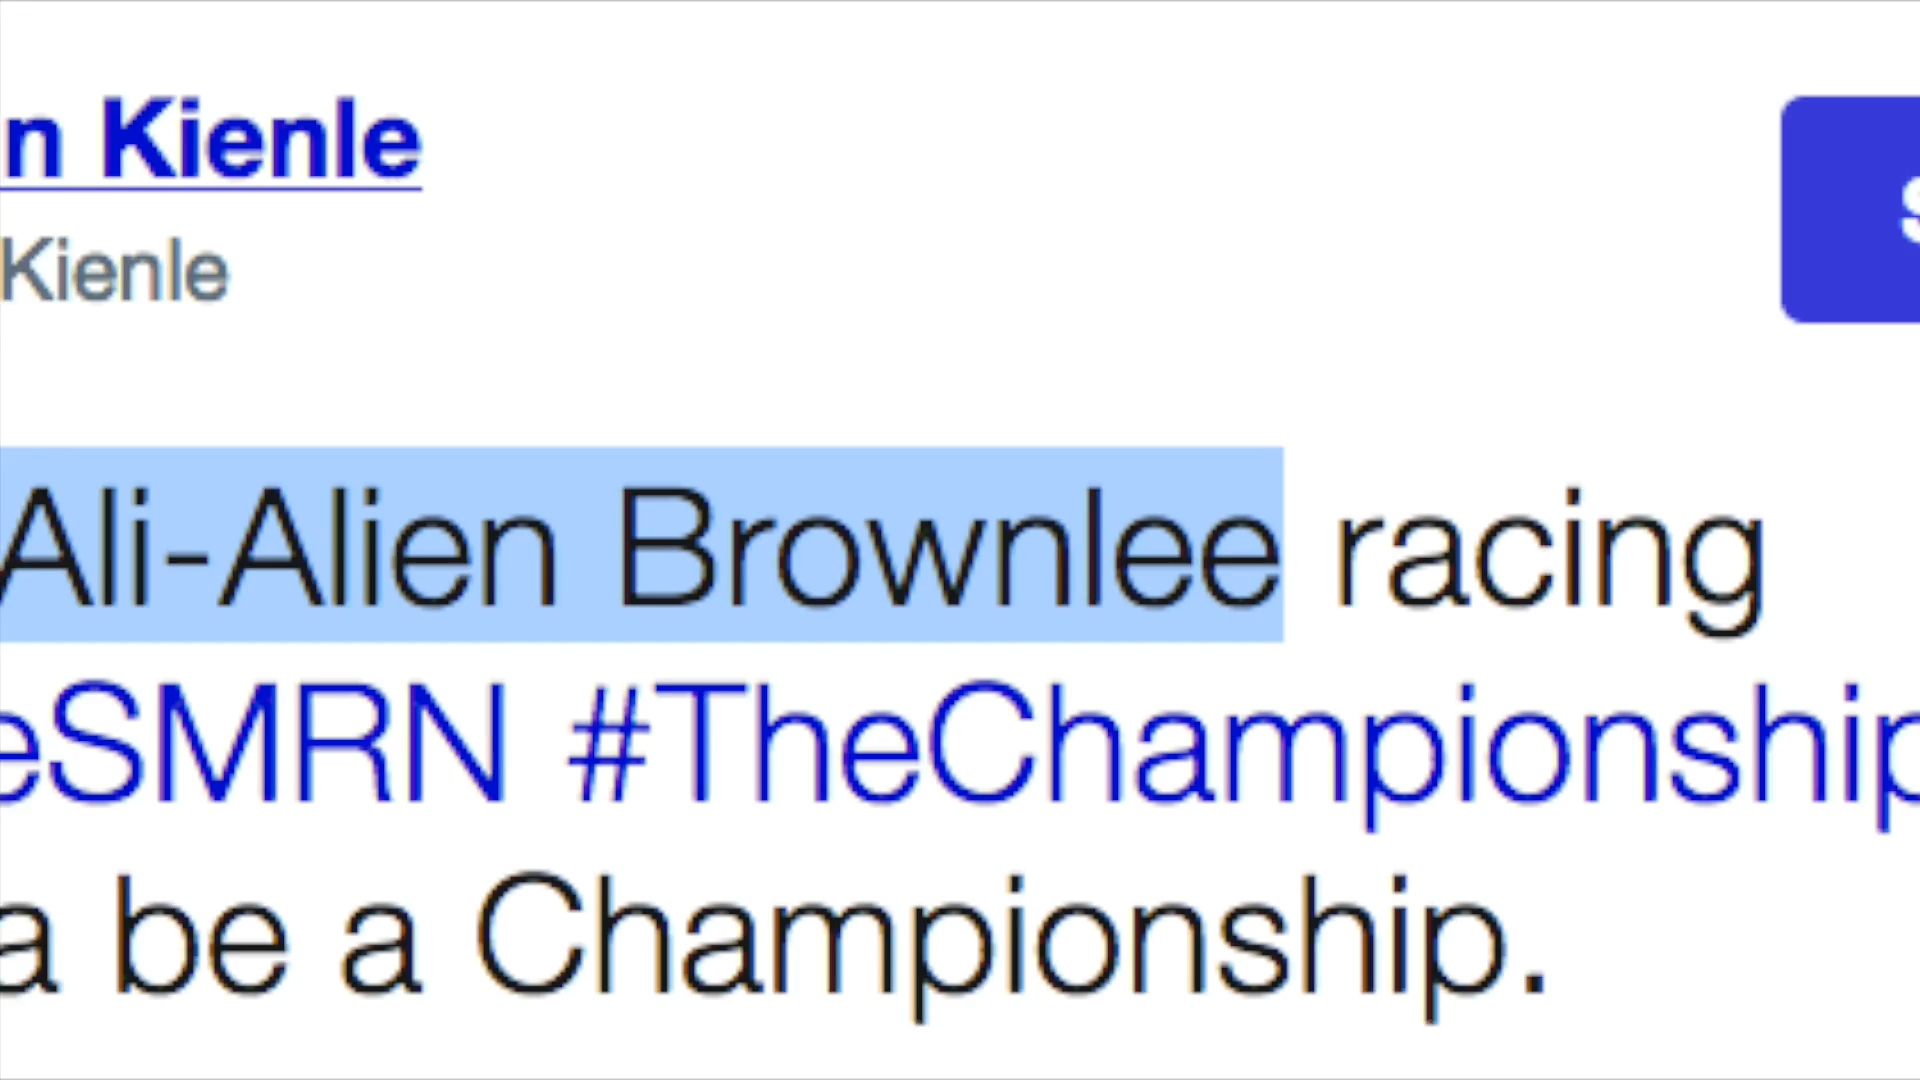 n Kienle
Kienle
S
Ali-Alien Brownlee racing
eSMRN #TheChampionship
a be a Championship.